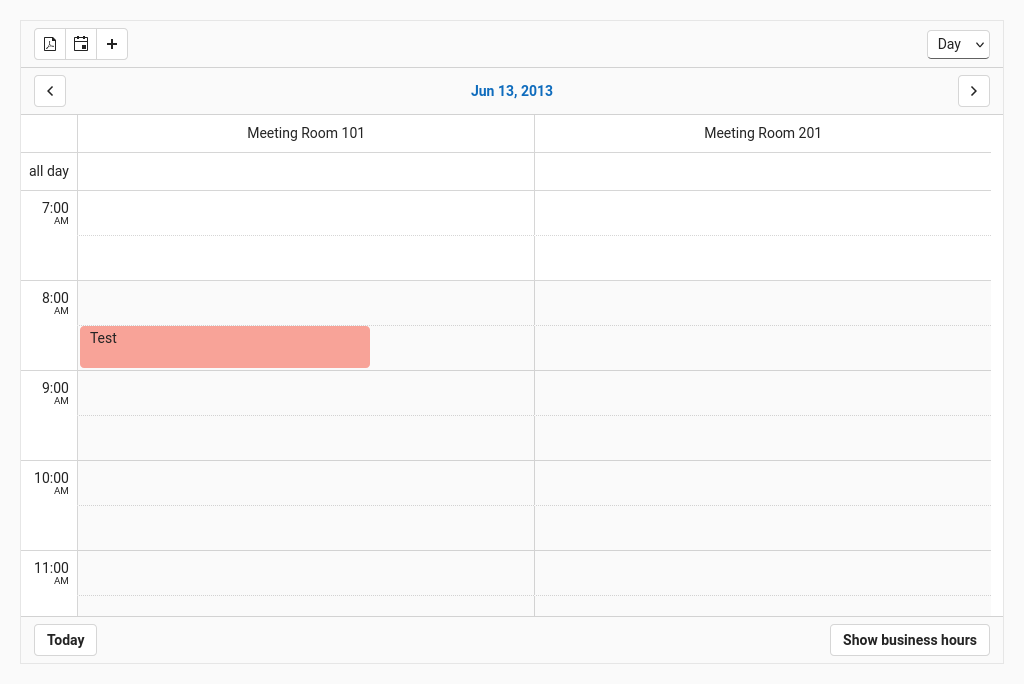 Day
Jun 13, 2013
Meeting Room 101 Meeting Room 201
all day
7:00
AM
8:00
AM
Test
9:00
AM
10:00
AM
11:00
AM
Today Show business hours